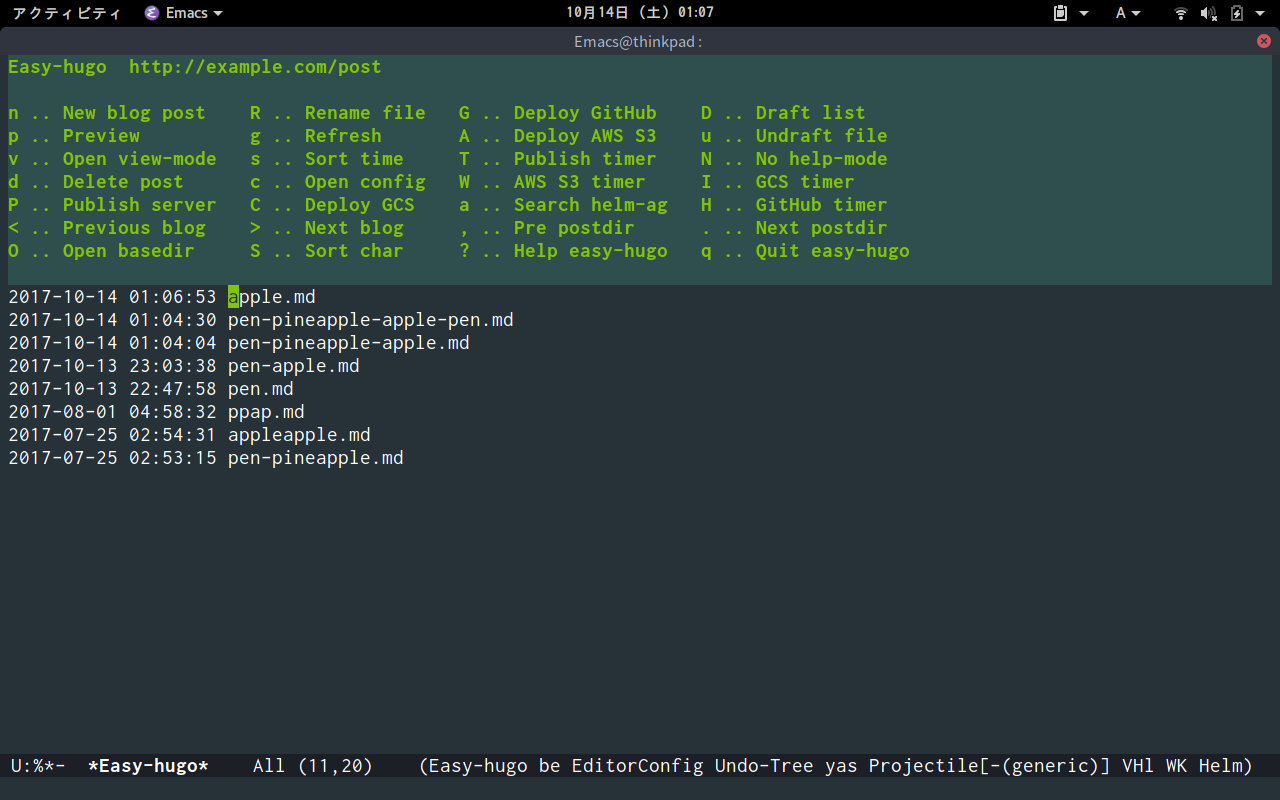 アクティビティ Emacs 10月14日 (土) 01:07 A
Emacs@thinkpad:
Easy-hugo  http://example.com/post
n .. New blog post    R .. Rename file   G .. Deploy GitHub    D .. Draft list
p .. Preview          g .. Refresh       A .. Deploy AWS S3    u .. Undraft file
v .. Open view-mode   s .. Sort time     T .. Publish timer    N .. No help-mode
d .. Delete post      c .. Open config   W .. AWS S3 timer     I .. GCS timer
P .. Publish server   C .. Deploy GCS    a .. Search helm-ag   H .. GitHub timer
< .. Previous blog    > .. Next blog     , .. Pre postdir      . .. Next postdir
O .. Open basedir     S .. Sort char     ? .. Help easy-hugo   q .. Quit easy-hugo
2017-10-14 01:06:53 apple.md
2017-10-14 01:04:30 pen-pineapple-apple-pen.md
2017-10-14 01:04:04 pen-pineapple-apple.md
2017-10-13 23:03:38 pen-apple.md
2017-10-13 22:47:58 pen.md
2017-08-01 04:58:32 ppap.md
2017-07-25 02:54:31 appleapple.md
2017-07-25 02:53:15 pen-pineapple.md
U:%*-  *Easy-hugo*    All (11,20)    (Easy-hugo be EditorConfig Undo-Tree yas Projectile[-(generic)] VHl WK Helm)